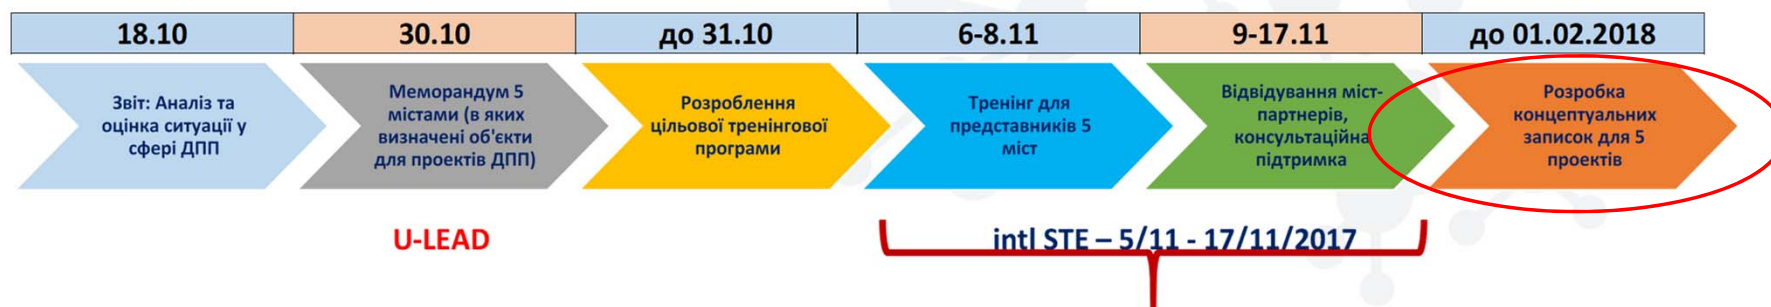 18.10
30.10
до 31.10
6-8.11
9-17.11
до 01.02.2018
Звіт: Аналіз та
оцінка ситуації у
сфері ДПП
Меморандум 5
містами (в яких
визначені об'єкти
для проектів ДПП)
Розроблення
цільової тренінгової
програми
Тренінг для
представників 5
міст
Відвідування міст-
партнерів,
консультаційна
підтримка
Розробка
концептуальних
записок для 5
проектів
U-LEAD
intl STE – 5/11 - 17/11/2017